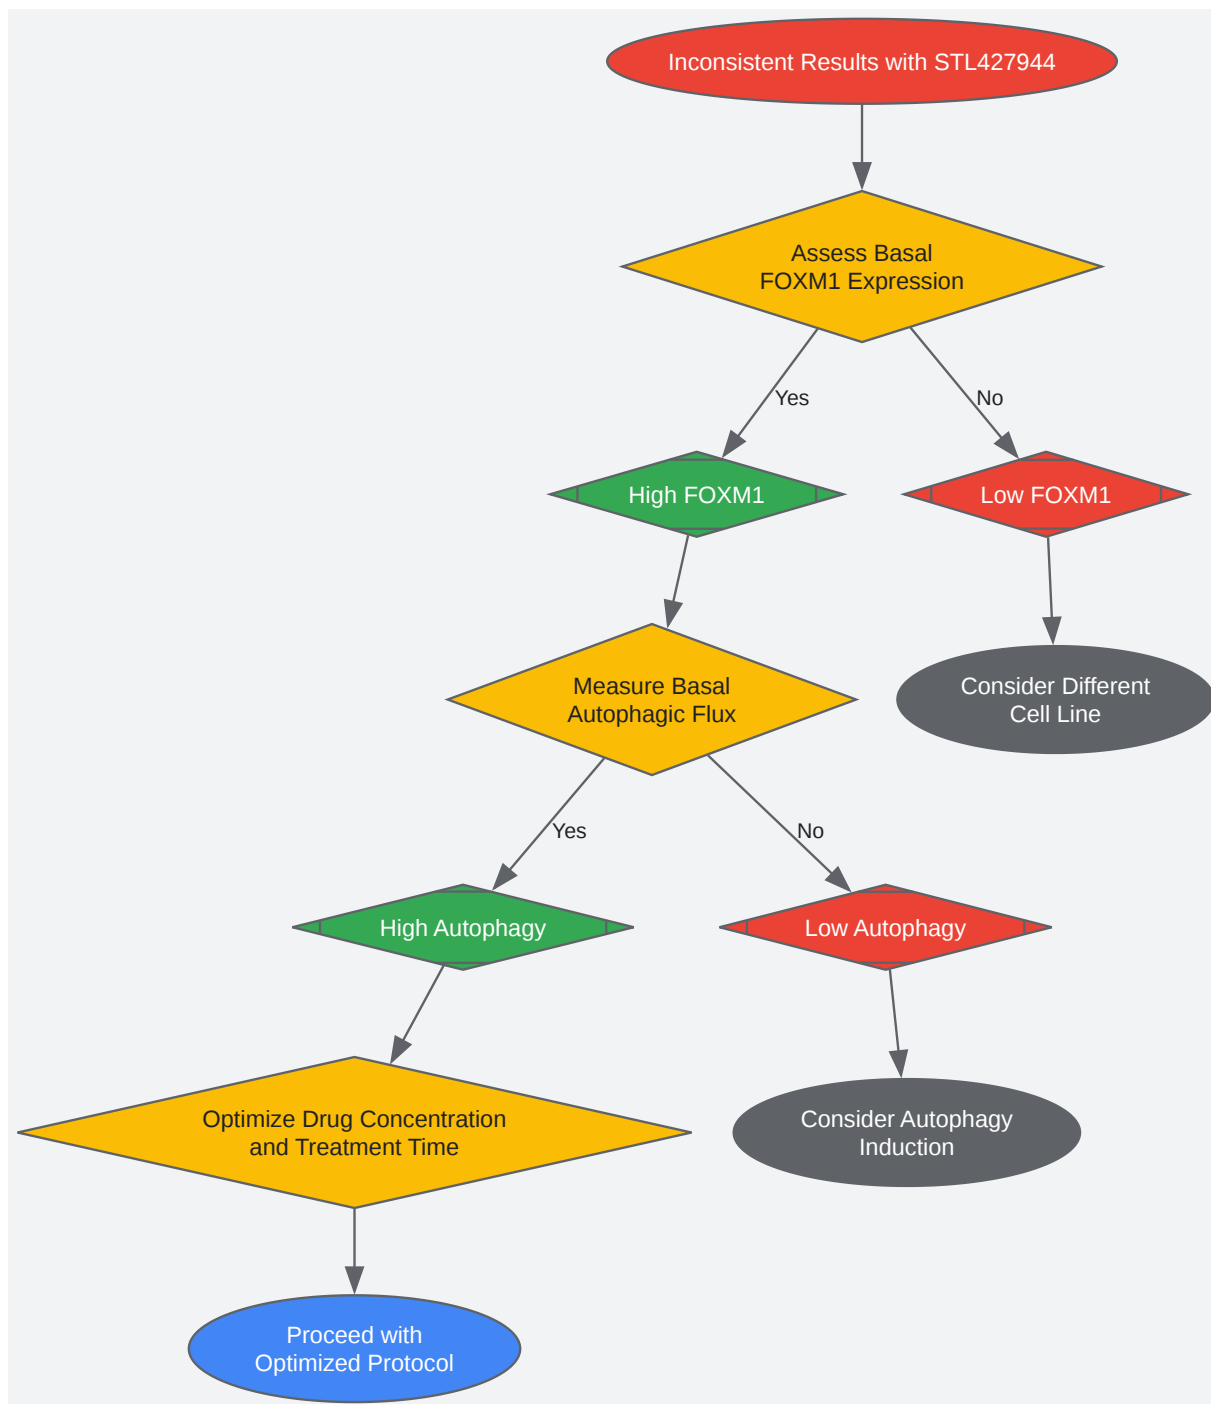 Inconsistent Results with STL427944
Assess Basal
FOXM1 Expression
Yes
No
High FOXM1
Low FOXM1
Measure Basal
Autophagic Flux
Consider Different
Cell Line
Yes
No
High Autophagy
Low Autophagy
Optimize Drug Concentration
and Treatment Time
Consider Autophagy
Induction
Proceed with
Optimized Protocol